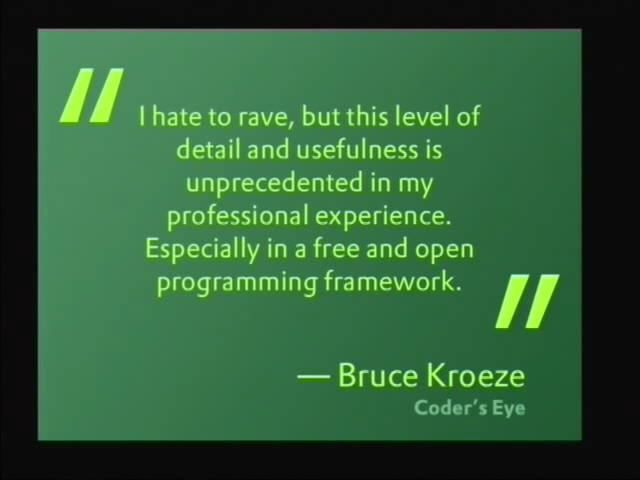 "I hate to rave, but this level of
detail and usefulness is
unprecedented in my
professional experience.
Especially in a free and open
programming framework."
— Bruce Kroeze
Coder's Eye